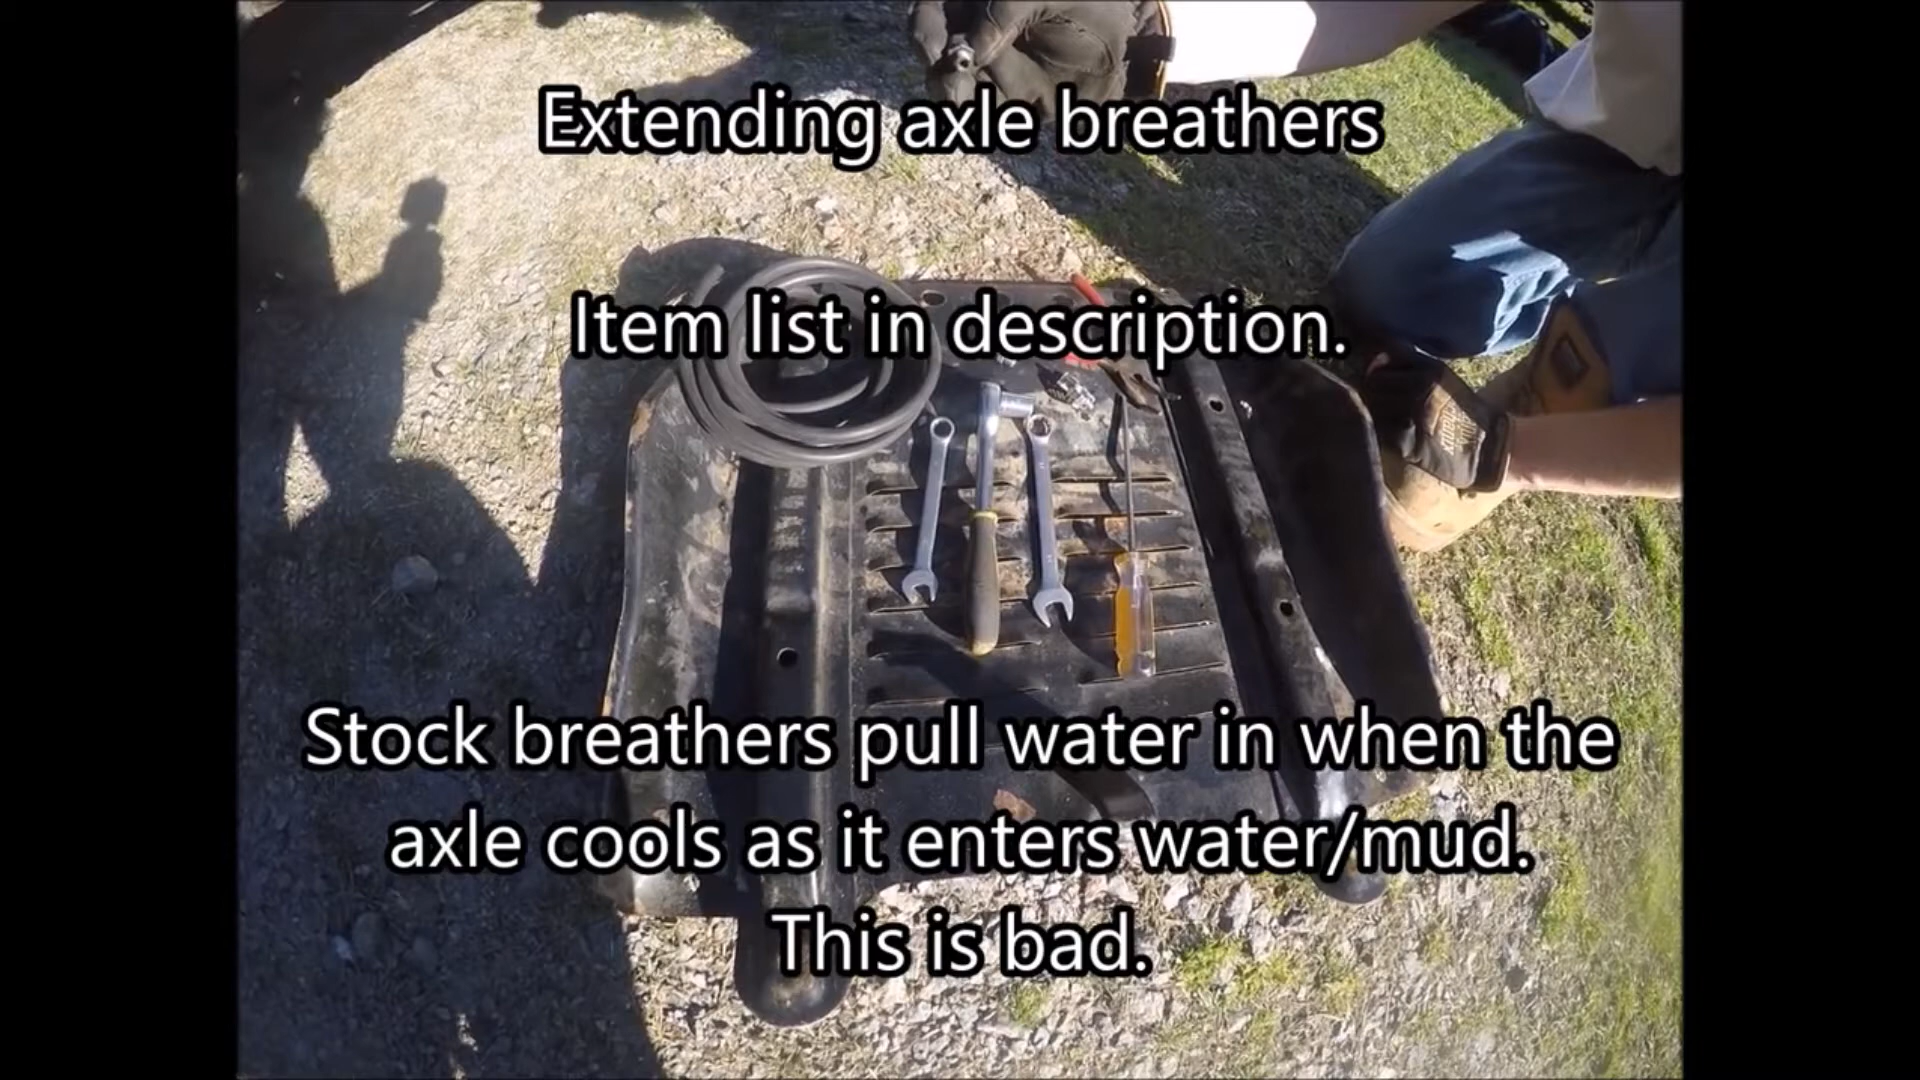 Extending axle breathers
Item list in description.
Stock breathers pull water in when the
axle cools as it enters water/mud.
This is bad.